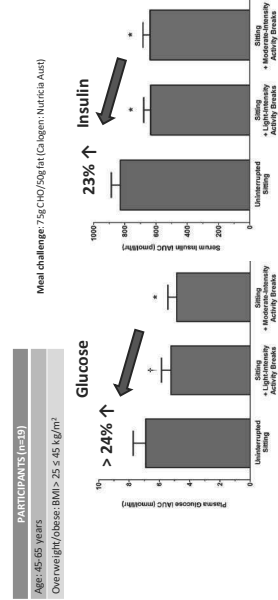 PARTICIPANTS (n=19)
Age: 45-65 years
Overweight/obese: BMI > 25 ≤ 45 kg/m²
Meal challenge: 75g CHO/50g fat (Calogen: Nutricia Aust)
Glucose
> 24% ↑
Plasma Glucose iAUC (mmol/l/hr)
10
8
6
4
2
0
†
*
Uninterrupted
Sitting
Sitting
+ Light-Intensity
Activity Breaks
Sitting
+ Moderate-Intensity
Activity Breaks
Insulin
23% ↑
Serum Insulin iAUC (pmol/l/hr)
1000
800
600
400
200
0
*
*
Uninterrupted
Sitting
Sitting
+ Light-Intensity
Activity Breaks
Sitting
+ Moderate-Intensity
Activity Breaks